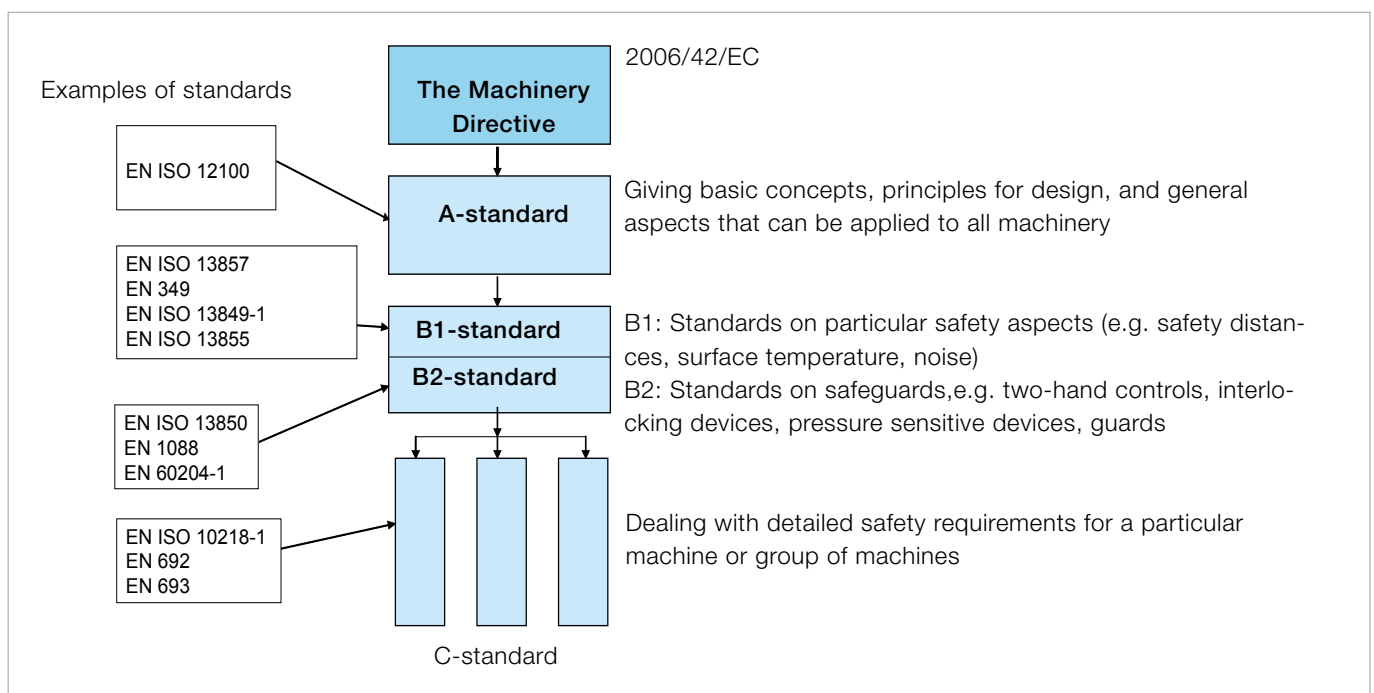 2006/42/EC
Examples of standards
The Machinery
Directive
EN ISO 12100
A-standard
Giving basic concepts, principles for design, and general
aspects that can be applied to all machinery
EN ISO 13857
EN 349
EN ISO 13849-1
EN ISO 13855
B1-standard
B2-standard
B1: Standards on particular safety aspects (e.g. safety distan-
ces, surface temperature, noise)
B2: Standards on safeguards,e.g. two-hand controls, interlo-
cking devices, pressure sensitive devices, guards
EN ISO 13850
EN 1088
EN 60204-1
EN ISO 10218-1
EN 692
EN 693
Dealing with detailed safety requirements for a particular
machine or group of machines
C-standard